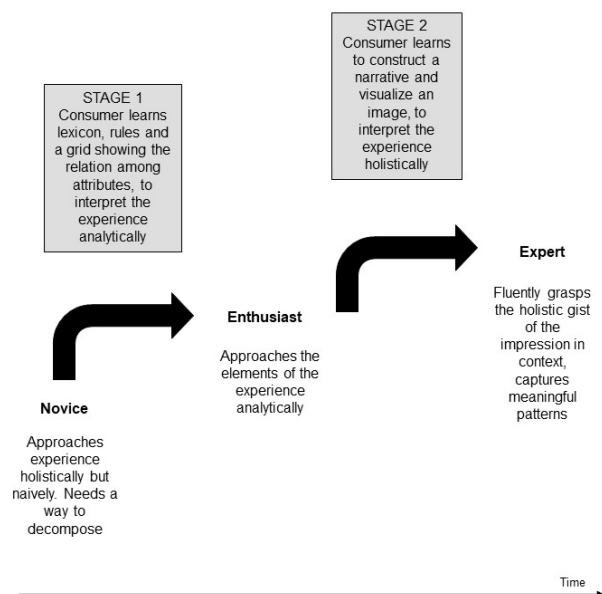 STAGE 1
Consumer learns
lexicon, rules and
a grid showing the
relation among
attributes, to
interpret the
experience
analytically
STAGE 2
Consumer learns
to construct a
narrative and
visualize an
image, to
interpret the
experience
holistically
Novice
Approaches
experience
holistically but
naively. Needs a
way to
decompose
Enthusiast
Approaches the
elements of the
experience
analytically
Expert
Fluently grasps
the holistic gist
of the
impression in
context,
captures
meaningful
patterns
Time